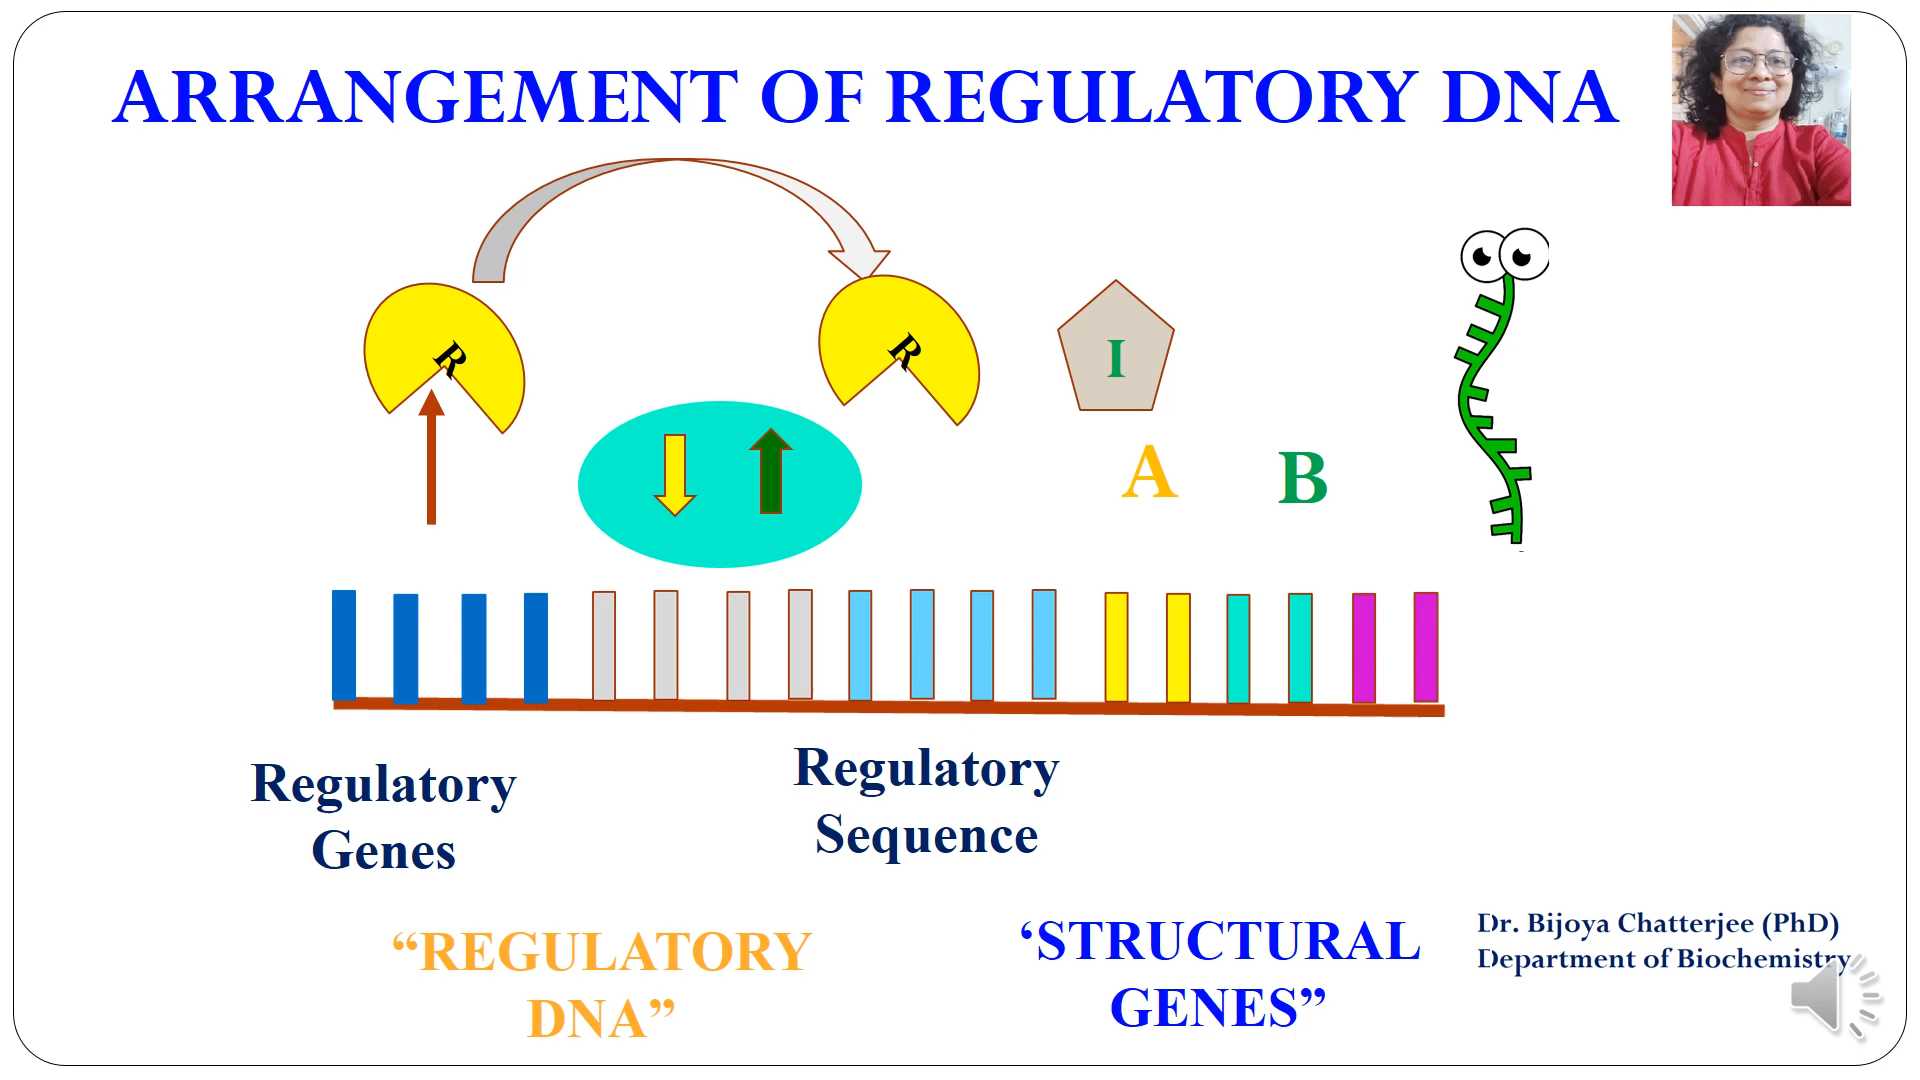 ARRANGEMENT OF REGULATORY DNA
R
R
I
A
B
Regulatory
Genes
Regulatory
Sequence
“REGULATORY
DNA”
‘STRUCTURAL
GENES”
Dr. Bijoya Chatterjee (PhD)
Department of Biochemistry